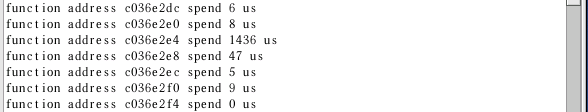 function address c036e2dc spend 6 us
function address c036e2e0 spend 8 us
function address c036e2e4 spend 1436 us
function address c036e2e8 spend 47 us
function address c036e2ec spend 5 us
function address c036e2f0 spend 9 us
function address c036e2f4 spend 0 us